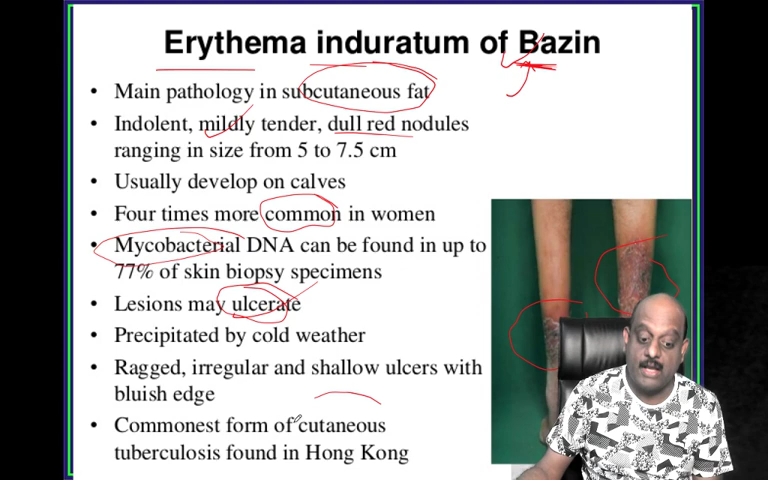 Erythema induratum of Bazin
• Main pathology in subcutaneous fat
• Indolent, mildly tender, dull red nodules
ranging in size from 5 to 7.5 cm
• Usually develop on calves
• Four times more common in women
• Mycobacterial DNA can be found in up to
77% of skin biopsy specimens
• Lesions may ulcerate
• Precipitated by cold weather
• Ragged, irregular and shallow ulcers with
bluish edge
• Commonest form of cutaneous
tuberculosis found in Hong Kong